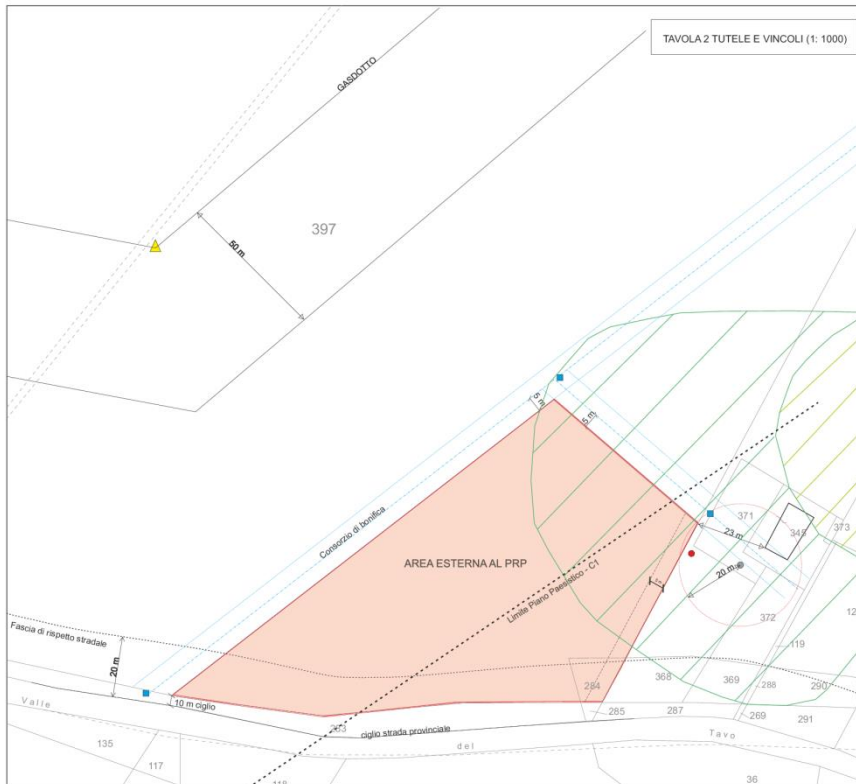 TAVOLA 2 TUTELE E VINCOLI (1: 1000)
GASDOTTO
397
50 m
5 m
5 m
Consorzio di bonifica
371
345
373
23 m
AREA ESTERNA AL PRP
20 m
Limite Piano Paesistico - C1
372
Fascia di rispetto stradale
20 m
119
368
369
288
290
284
10 m ciglio
285
287
269
291
Valle
ciglio strada provinciale
del
Tavo
135
117
36